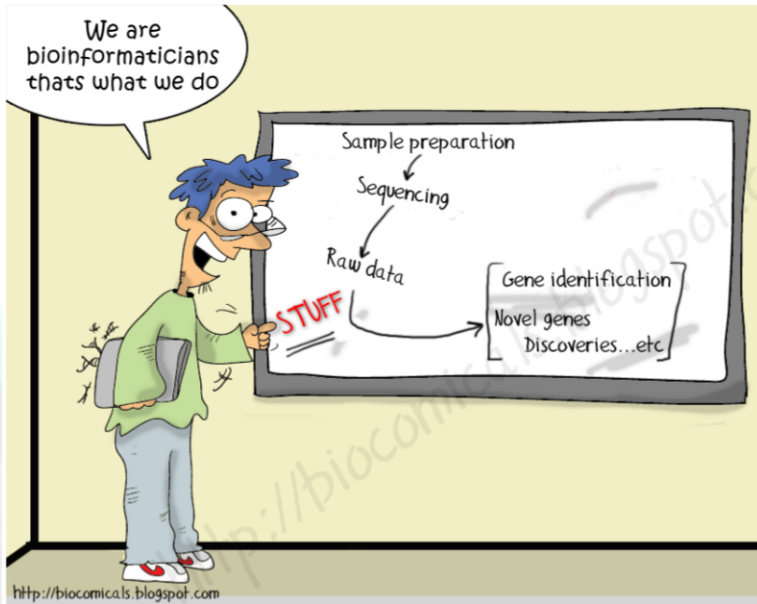 We are
bioinformaticians
thats what we do
Sample preparation
Sequencing
Raw data
STUFF
Gene identification
Novel genes
Discoveries...etc
http://biocomicals.blogspot.com
http://biocomicals.blogspot.c